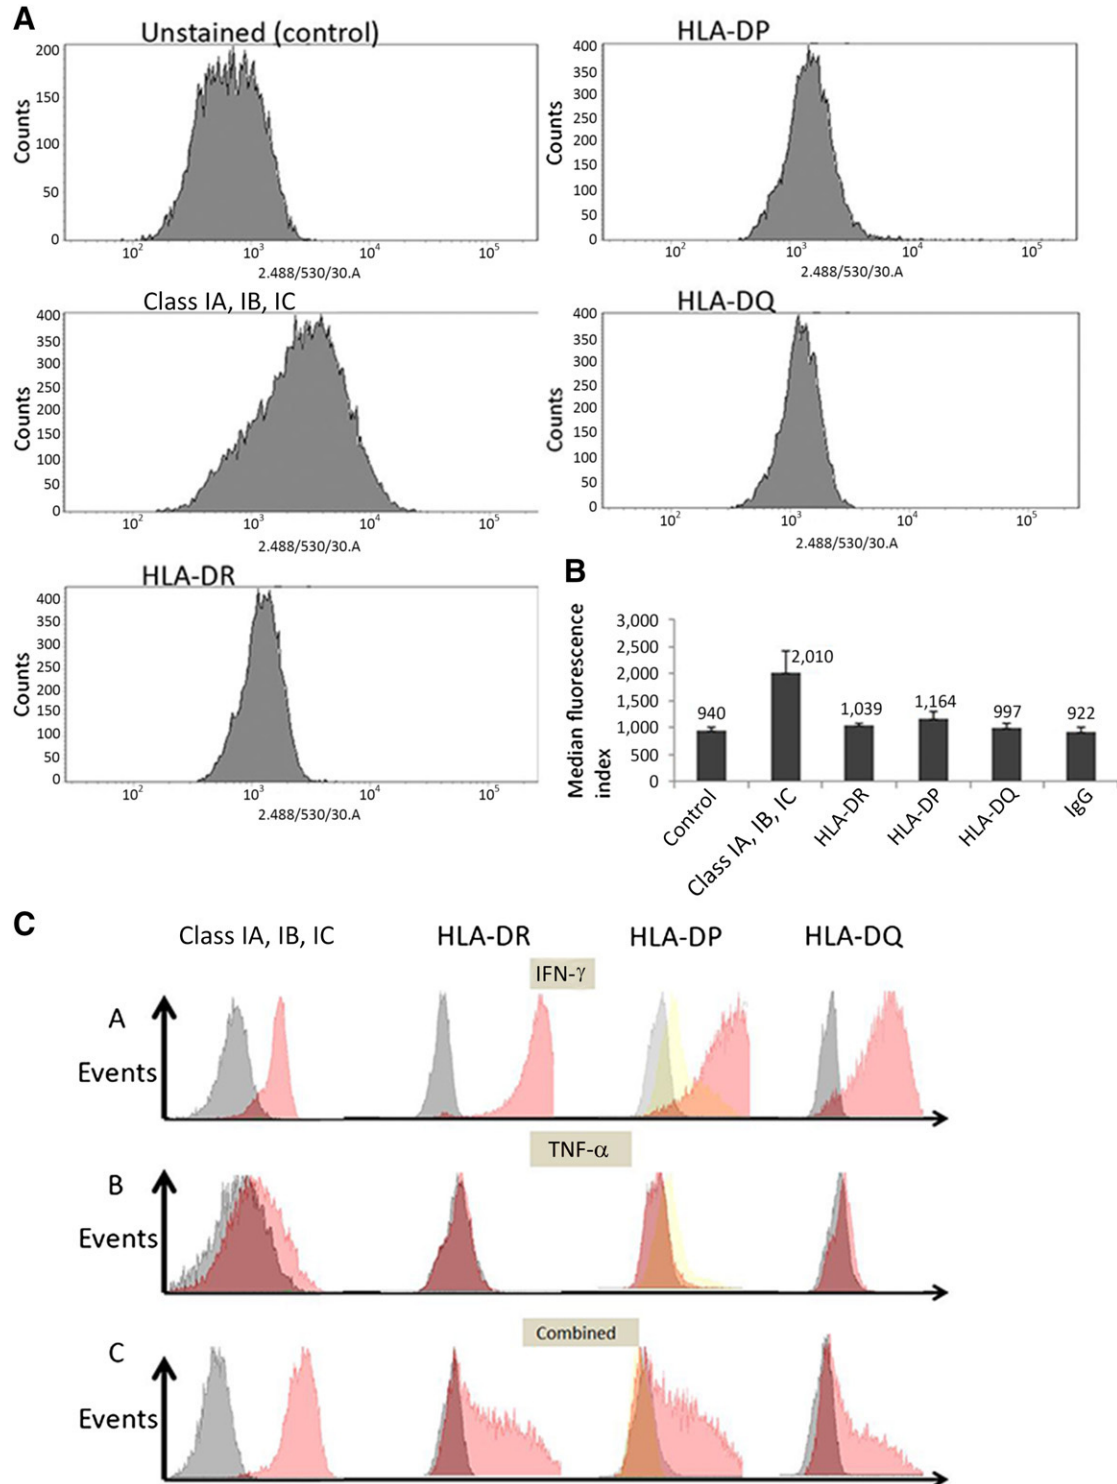 A
Unstained (control)
Counts
200
150
100
50
0
10²
10³
10⁴
10⁵
2.488/530/30.A
HLA-DP
Counts
400
350
300
250
200
150
100
50
0
10²
10³
10⁴
10⁵
2.488/530/30.A
Class IA, IB, IC
Counts
400
350
300
250
200
150
100
50
0
10²
10³
10⁴
10⁵
2.488/530/30.A
HLA-DQ
Counts
400
350
300
250
200
150
100
50
0
10²
10³
10⁴
10⁵
2.488/530/30.A
HLA-DR
Counts
400
350
300
250
200
150
100
50
0
10²
10³
10⁴
10⁵
2.488/530/30.A
B
Median fluorescence
index
3,000
2,500
2,000
1,500
1,000
500
0
940
2,010
1,039
1,164
997
922
Control
Class IA, IB, IC
HLA-DR
HLA-DP
HLA-DQ
IgG
C
Class IA, IB, IC
HLA-DR
HLA-DP
HLA-DQ
IFN-γ
A
Events
TNF-α
B
Events
Combined
C
Events